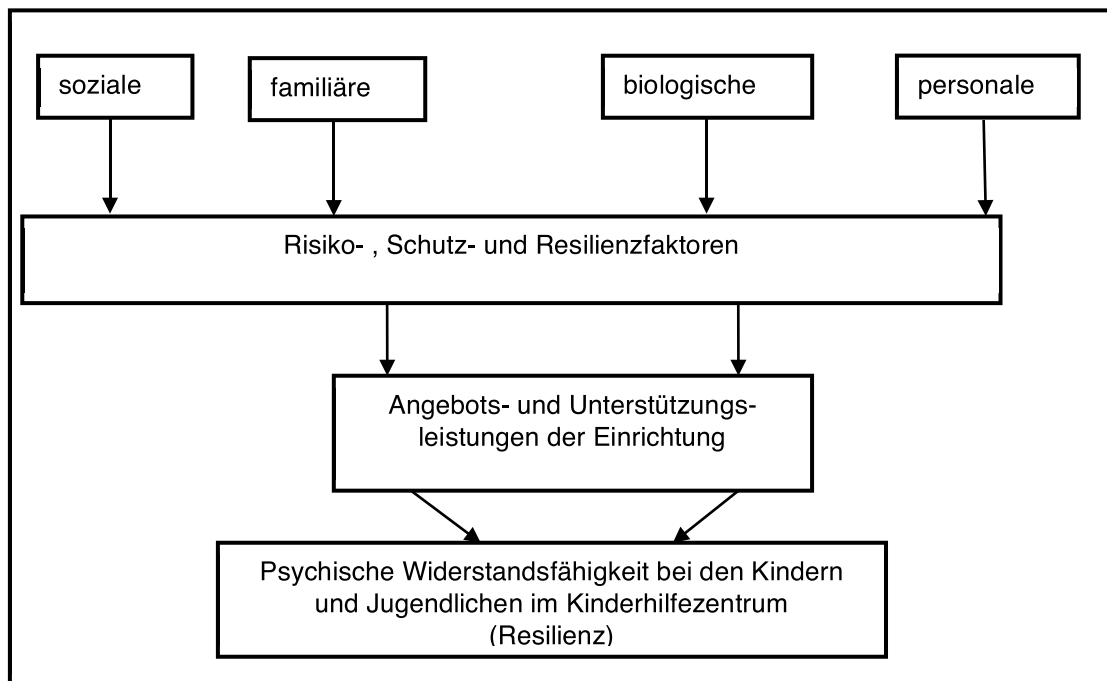 soziale
familiäre
biologische
personale
Risiko- , Schutz- und Resilienzfaktoren
Angebots- und Unterstützungs-
leistungen der Einrichtung
Psychische Widerstandsfähigkeit bei den Kindern
und Jugendlichen im Kinderhilfezentrum
(Resilienz)